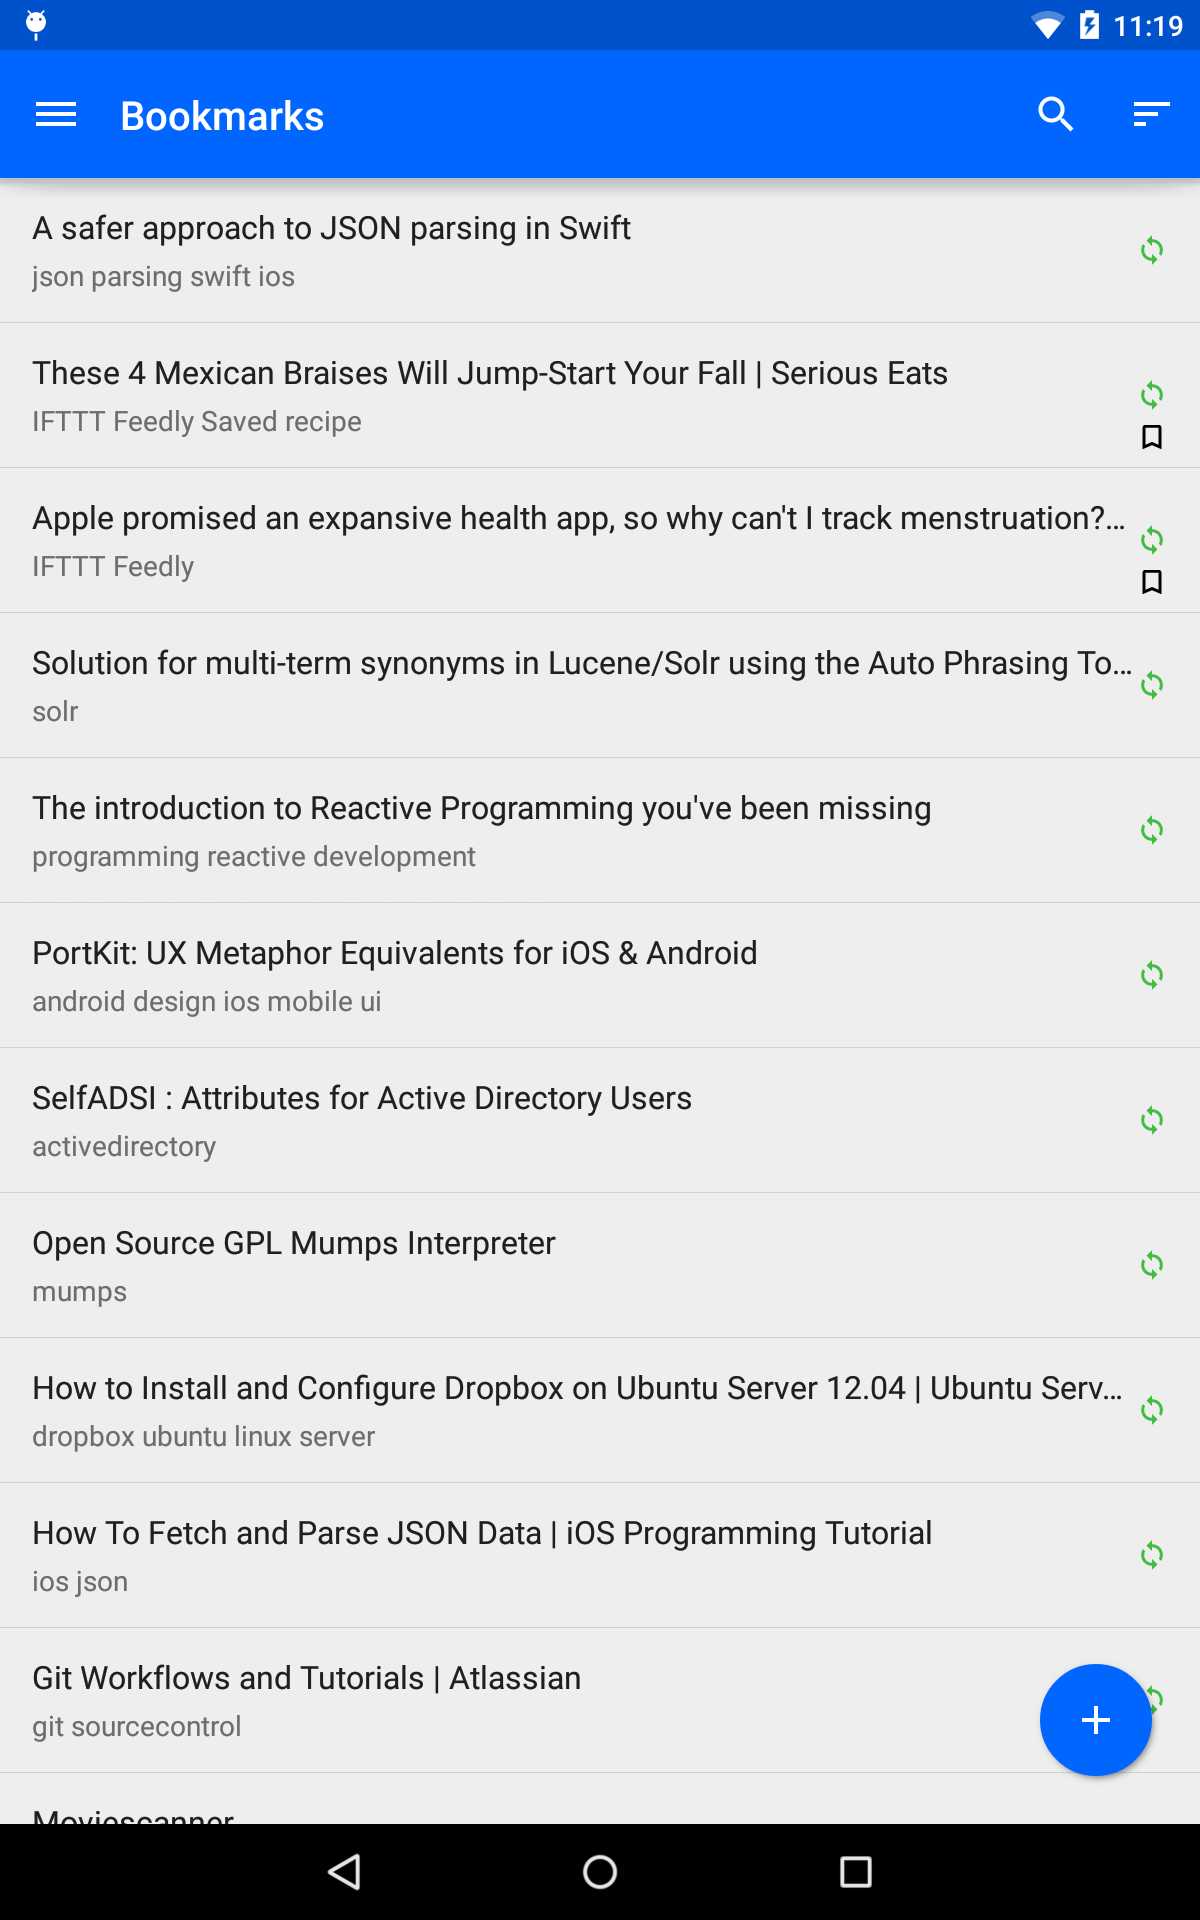 11:19
Bookmarks
A safer approach to JSON parsing in Swift
json parsing swift ios
These 4 Mexican Braises Will Jump-Start Your Fall | Serious Eats
IFTTT Feedly Saved recipe
Apple promised an expansive health app, so why can't I track menstruation?…
IFTTT Feedly
Solution for multi-term synonyms in Lucene/Solr using the Auto Phrasing To…
solr
The introduction to Reactive Programming you've been missing
programming reactive development
PortKit: UX Metaphor Equivalents for iOS & Android
android design ios mobile ui
SelfADSI : Attributes for Active Directory Users
activedirectory
Open Source GPL Mumps Interpreter
mumps
How to Install and Configure Dropbox on Ubuntu Server 12.04 | Ubuntu Serv…
dropbox ubuntu linux server
How To Fetch and Parse JSON Data | iOS Programming Tutorial
ios json
Git Workflows and Tutorials | Atlassian
git sourcecontrol
Moviescanner